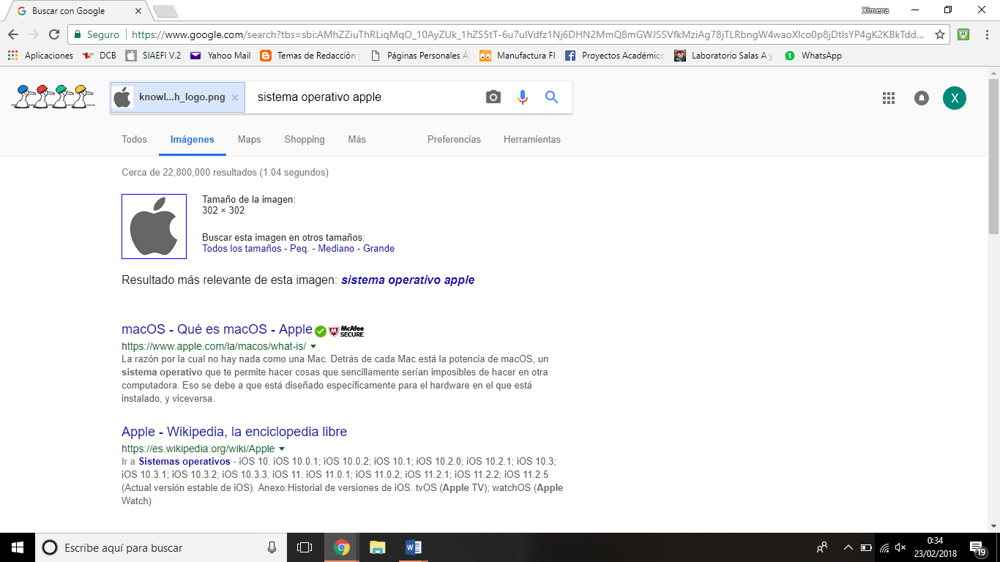 Buscar con Google
Ximena
Seguro
https://www.google.com/search?tbs=sbi:AMhZZiuThRLiqMqO_10AyZUk_1hZS5tT-6u7uIVdfz1Nj6DHN2MmQ8mGWJSSVfkMziAg78jTLRbngW4waoXIco0p8jDtIsYP4gK2KBkTdd...
Aplicaciones
DCB
SIAEFI V.2
Yahoo Mail
Temas de Redacción
Páginas Personales
Manufactura FI
Proyectos Académico
Laboratorio Salas A y
WhatsApp
knowl...h_logo.png
sistema operativo apple
X
Todos
Imágenes
Maps
Shopping
Más
Preferencias
Herramientas
Cerca de 22,800,000 resultados (1.04 segundos)
Tamaño de la imagen:
302 × 302
Buscar esta imagen en otros tamaños:
Todos los tamaños - Peq. - Mediano - Grande
Resultado más relevante de esta imagen: sistema operativo apple
macOS - Qué es macOS - Apple
McAfee
SECURE
https://www.apple.com/la/macos/what-is/
La razón por la cual no hay nada como una Mac. Detrás de cada Mac está la potencia de macOS, un
sistema operativo que te permite hacer cosas que sencillamente serían imposibles de hacer en otra
computadora. Eso se debe a que está diseñado específicamente para el hardware en el que está
instalado, y viceversa.
Apple - Wikipedia, la enciclopedia libre
https://es.wikipedia.org/wiki/Apple
Ir a Sistemas operativos - iOS 10. iOS 10.0.1; iOS 10.0.2; iOS 10.1; iOS 10.2.0; iOS 10.2.1; iOS 10.3;
iOS 10.3.1; iOS 10.3.2; iOS 10.3.3. iOS 11. iOS 11.0.1; iOS 11.0.2; iOS 11.2.1; iOS 11.2.2; iOS 11.2.5
(Actual versión estable de iOS). Anexo:Historial de versiones de iOS. tvOS (Apple TV); watchOS (Apple
Watch)
Escribe aquí para buscar
0:34
23/02/2018
19